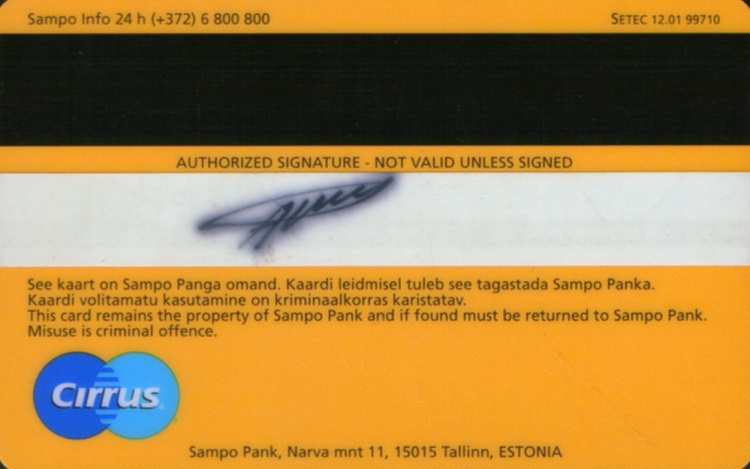 Sampo Info 24 h (+372) 6 800 800
SETEC 12.01 99710
AUTHORIZED SIGNATURE - NOT VALID UNLESS SIGNED
See kaart on Sampo Panga omand. Kaardi leidmisel tuleb see tagastada Sampo Panka.
Kaardi volitamatu kasutamine on kriminaalkorras karistatav.
This card remains the property of Sampo Pank and if found must be returned to Sampo Pank.
Misuse is criminal offence.
Cirrus
Sampo Pank, Narva mnt 11, 15015 Tallinn, ESTONIA